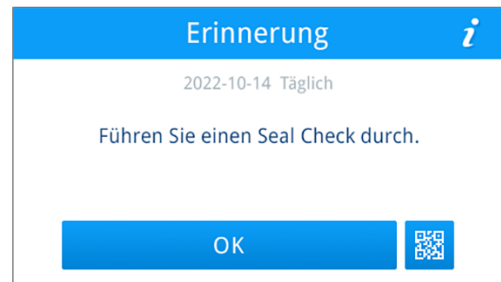 Erinnerung i
2022-10-14 Täglich
Führen Sie einen Seal Check durch.
OK